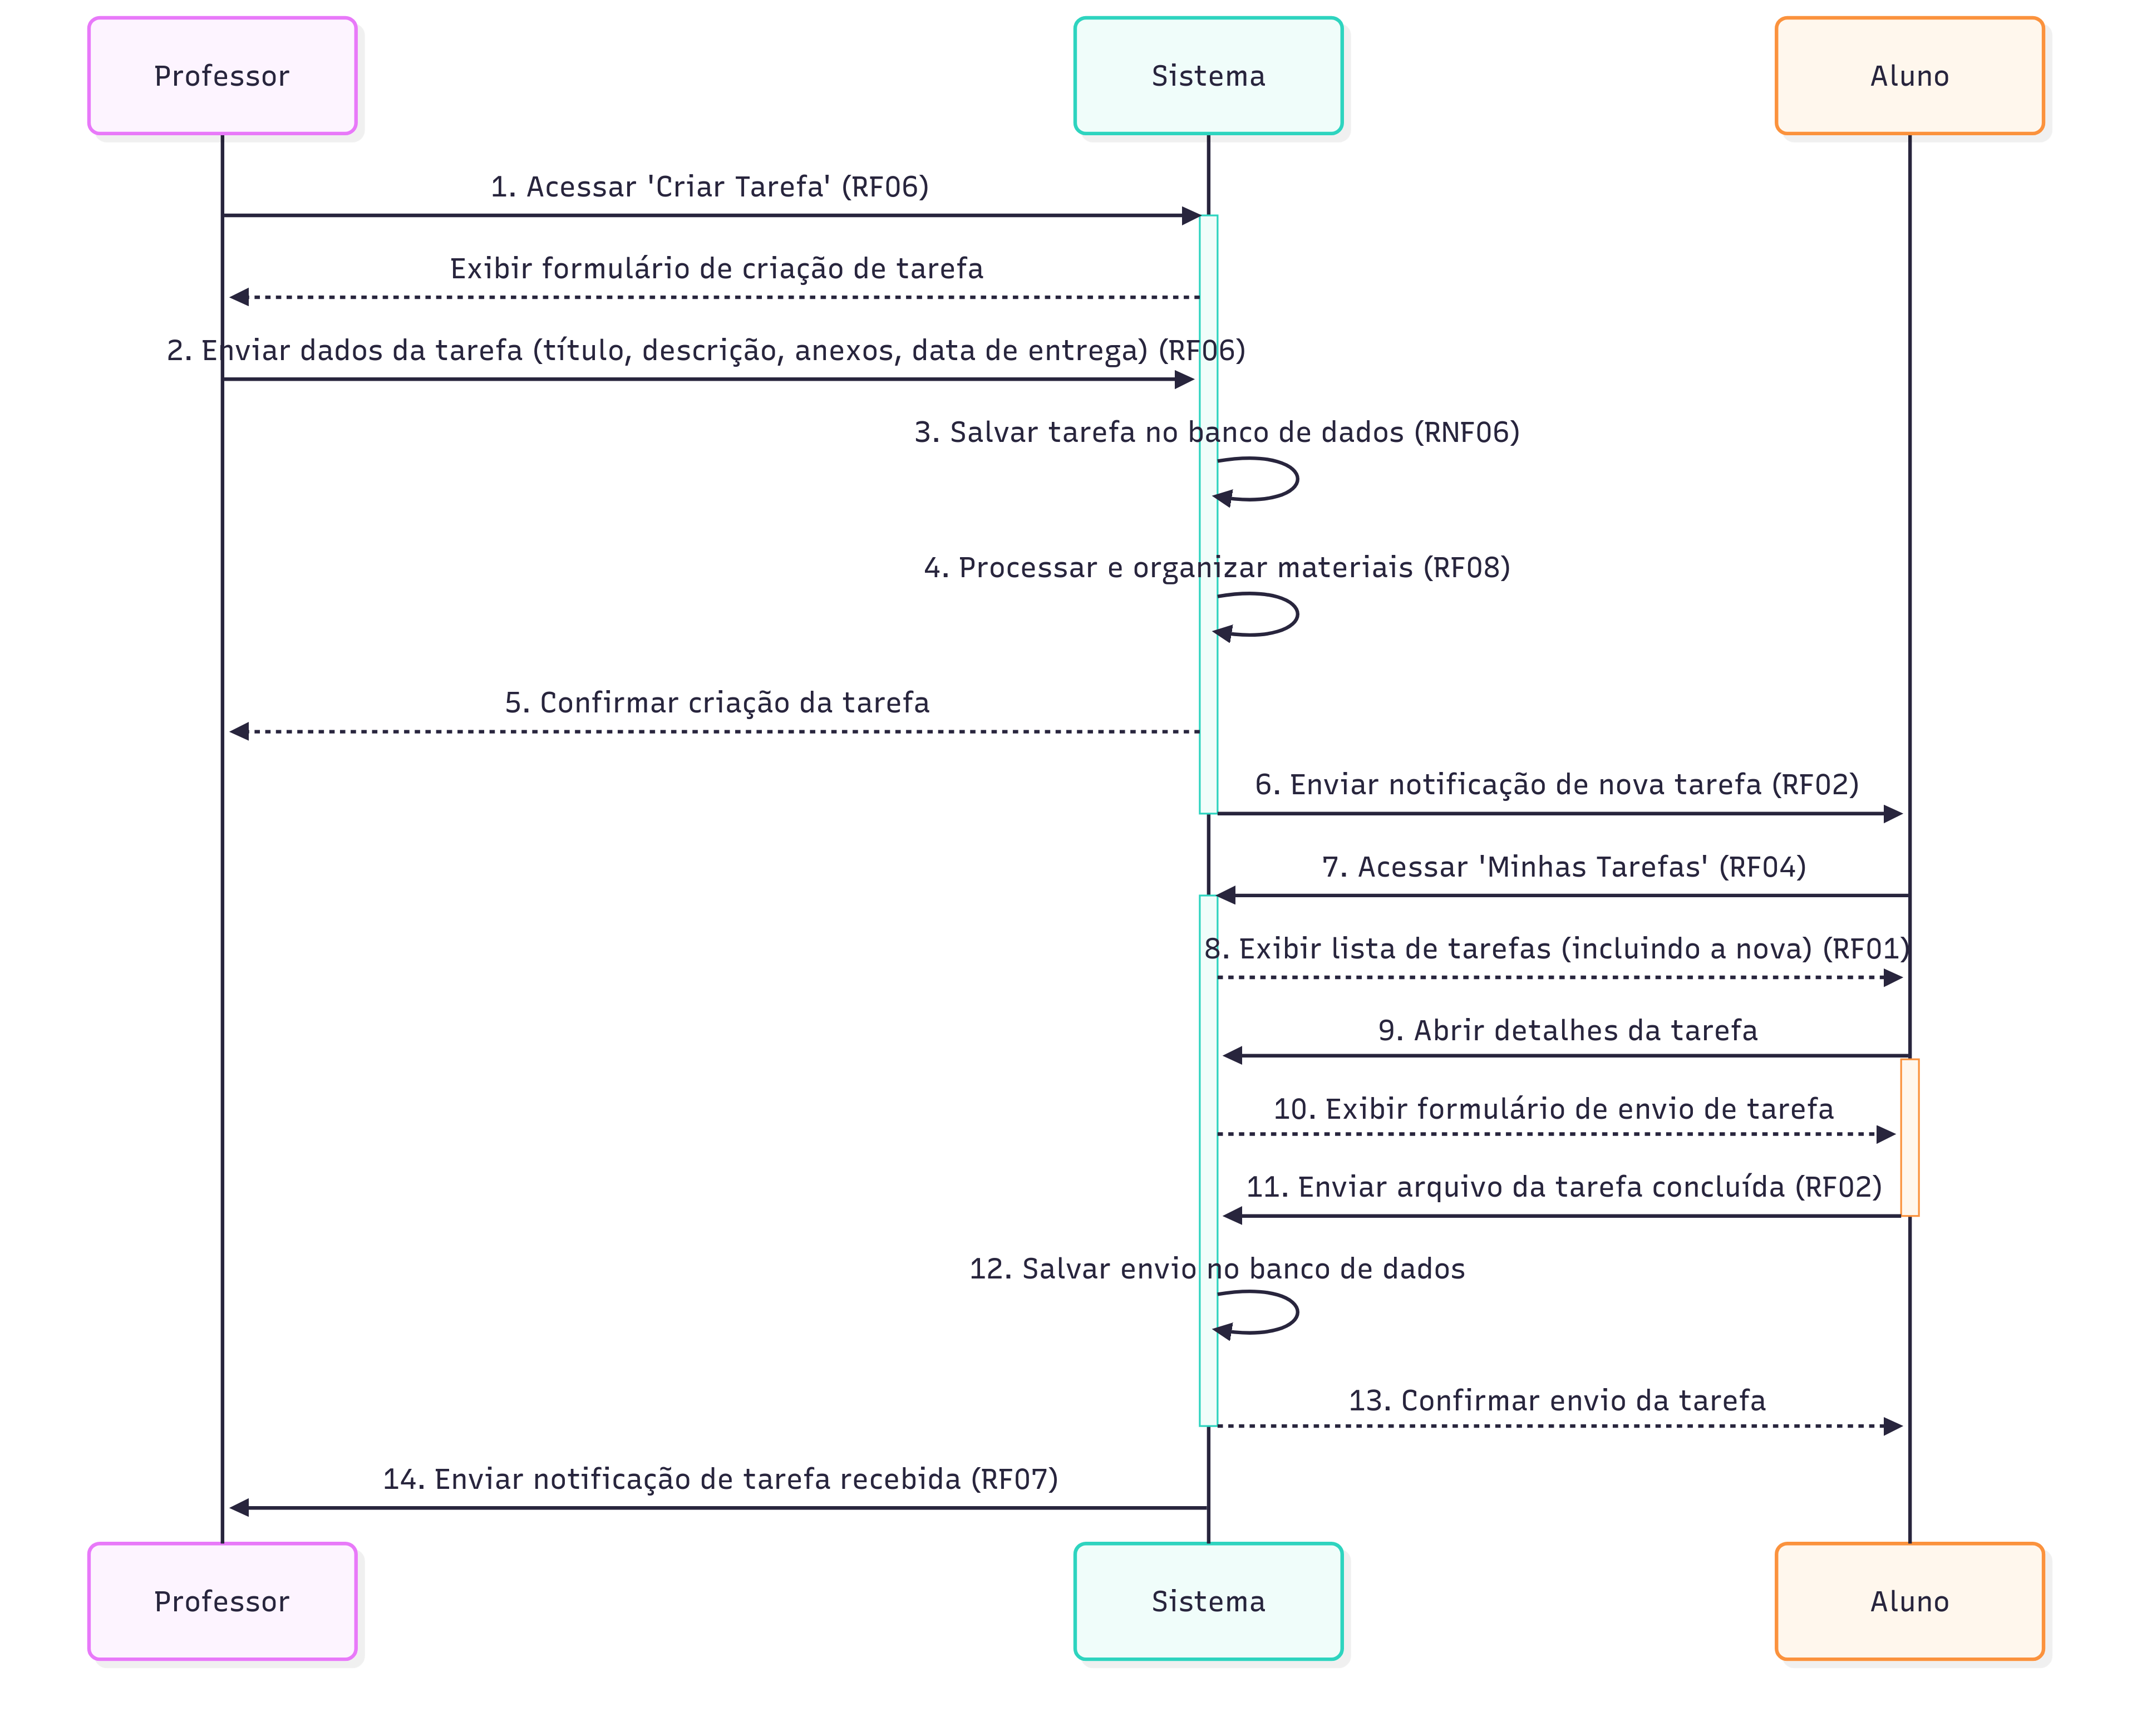 Professor
Sistema
Aluno
1. Acessar 'Criar Tarefa' (RF06)
Exibir formulário de criação de tarefa
2. Enviar dados da tarefa (título, descrição, anexos, data de entrega) (RF06)
3. Salvar tarefa no banco de dados (RNF06)
4. Processar e organizar materiais (RF08)
5. Confirmar criação da tarefa
6. Enviar notificação de nova tarefa (RF02)
7. Acessar 'Minhas Tarefas' (RF04)
8. Exibir lista de tarefas (incluindo a nova) (RF01)
9. Abrir detalhes da tarefa
10. Exibir formulário de envio de tarefa
11. Enviar arquivo da tarefa concluída (RF02)
12. Salvar envio no banco de dados
13. Confirmar envio da tarefa
14. Enviar notificação de tarefa recebida (RF07)
Professor
Sistema
Aluno